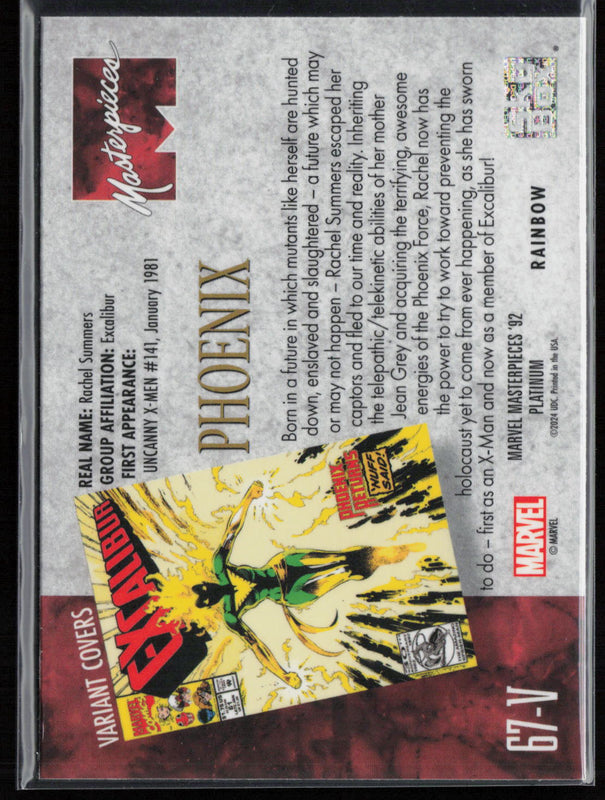 Masterpieces
REAL NAME: Rachel Summers
GROUP AFFILIATION: Excalibur
FIRST APPEARANCE:
UNCANNY X-MEN #141, January 1981
PHOENIX
Born in a future in which mutants like herself are hunted
down, enslaved and slaughtered – a future which may
or may not happen – Rachel Summers escaped her
captors and fled to our time and reality. Inheriting
the telepathic/telekinetic abilities of her mother
Jean Grey and acquiring the terrifying, awesome
energies of the Phoenix Force, Rachel now has
the power to try to work toward preventing the
holocaust yet to come from ever happening, as she has sworn
to do – first as an X-Man and now as a member of Excalibur!
VARIANT COVERS
EXCALIBUR
MARVEL
COMICS
61
PHOENIX
RETURNS
'NUFF
SAID!
MARVEL
© MARVEL
MARVEL MASTERPIECES '92
PLATINUM
©2024 UDC. Printed in the USA.
RAINBOW
SKY
BOX
®
67-V